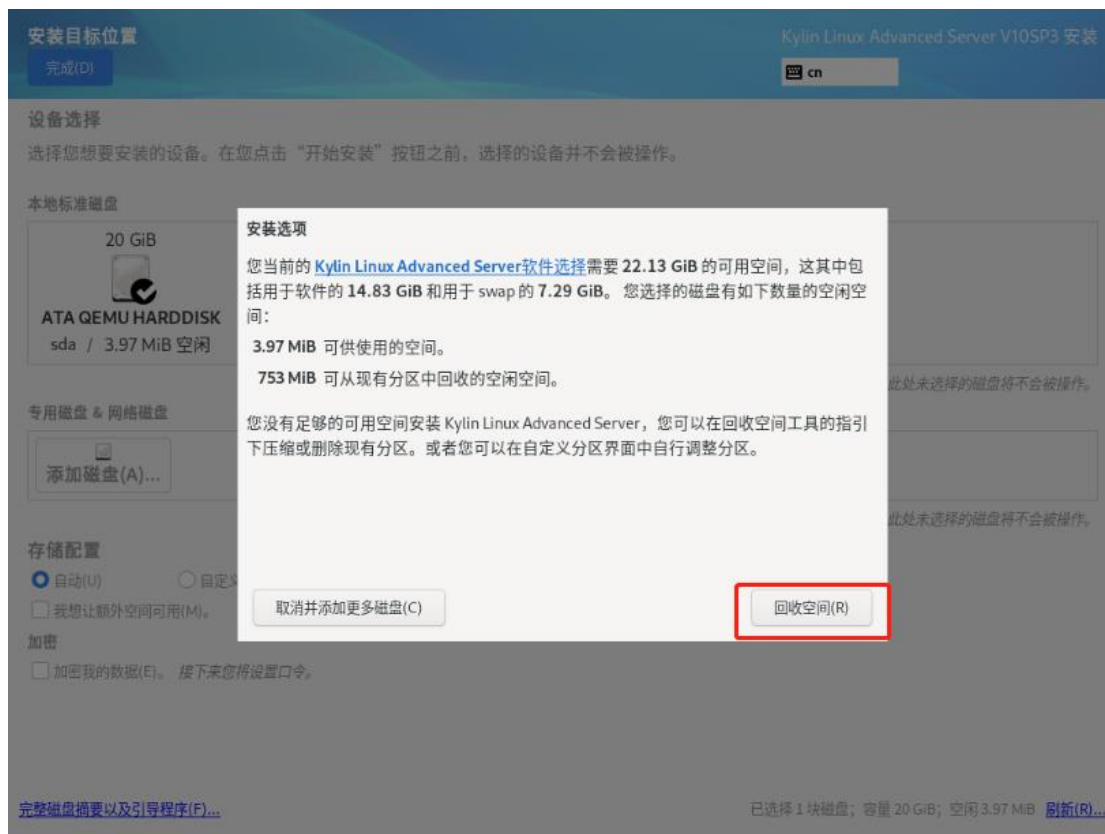 安装目标位置
完成(D)
Kylin Linux Advanced Server V10SP3 安装
cn
设备选择
选择您想要安装的设备。在您点击“开始安装”按钮之前，选择的设备并不会被操作。
本地标准磁盘
20 GiB
ATA QEMU HARDDISK
sda / 3.97 MiB 空闲
此处未选择的磁盘将不会被操作。
专用磁盘 & 网络磁盘
添加磁盘(A)...
此处未选择的磁盘将不会被操作。
存储配置
自动(U)
自定
我想让额外空间可用(M)。
加密
加密我的数据(E)。 接下来您将设置口令。
安装选项
您当前的 Kylin Linux Advanced Server软件选择需要 22.13 GiB 的可用空间，这其中包
括用于软件的 14.83 GiB 和用于 swap 的 7.29 GiB。 您选择的磁盘有如下数量的空闲空
间：
3.97 MiB 可供使用的空间。
753 MiB 可从现有分区中回收的空闲空间。
您没有足够的可用空间安装 Kylin Linux Advanced Server，您可以在回收空间工具的指引
下压缩或删除现有分区。或者您可以在自定义分区界面中自行调整分区。
取消并添加更多磁盘(C)
回收空间(R)
完整磁盘摘要以及引导程序(F)...
已选择 1 块磁盘；容量 20 GiB；空闲 3.97 MiB 刷新(R)...